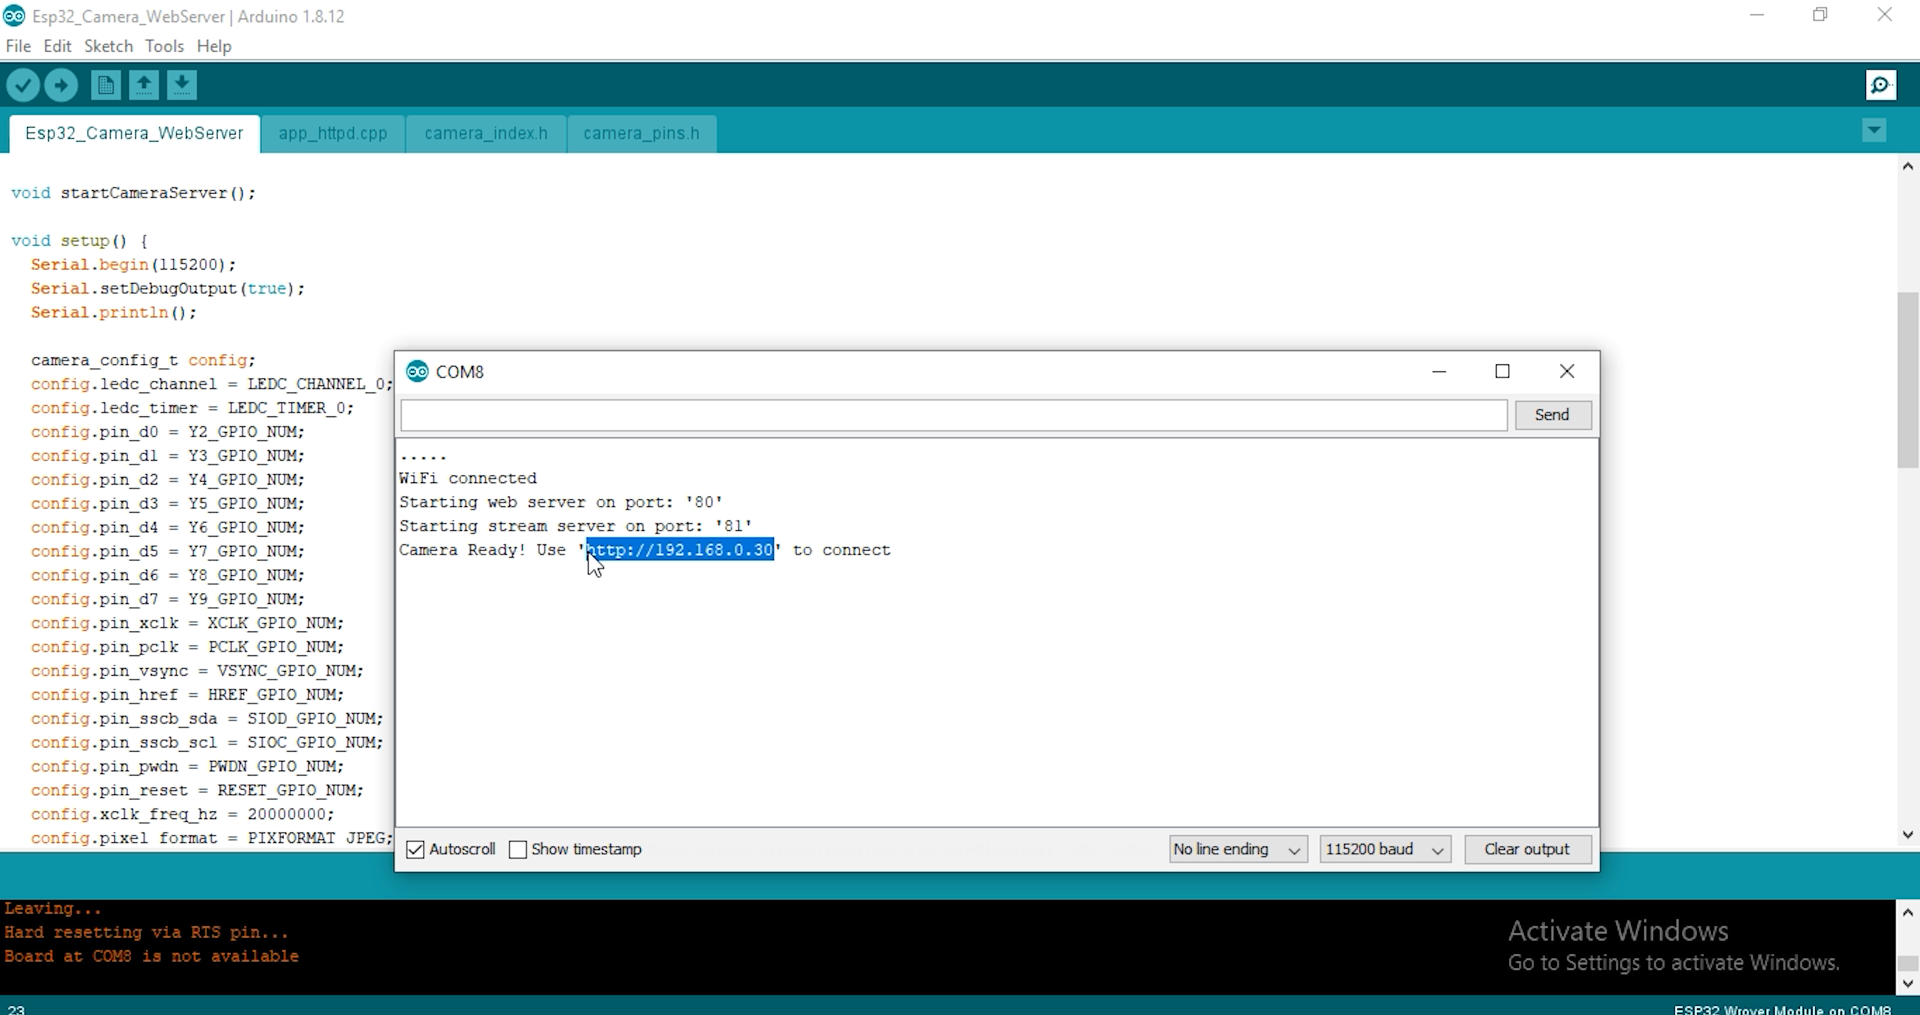 Esp32_Camera_WebServer | Arduino 1.8.12
File Edit Sketch Tools Help
Esp32_Camera_WebServer app_httpd.cpp camera_index.h camera_pins.h
void startCameraServer();
void setup() {
Serial.begin(115200);
Serial.setDebugOutput(true);
Serial.println();
camera_config_t config;
config.ledc_channel = LEDC_CHANNEL_0;
config.ledc_timer = LEDC_TIMER_0;
config.pin_d0 = Y2_GPIO_NUM;
config.pin_d1 = Y3_GPIO_NUM;
config.pin_d2 = Y4_GPIO_NUM;
config.pin_d3 = Y5_GPIO_NUM;
config.pin_d4 = Y6_GPIO_NUM;
config.pin_d5 = Y7_GPIO_NUM;
config.pin_d6 = Y8_GPIO_NUM;
config.pin_d7 = Y9_GPIO_NUM;
config.pin_xclk = XCLK_GPIO_NUM;
config.pin_pclk = PCLK_GPIO_NUM;
config.pin_vsync = VSYNC_GPIO_NUM;
config.pin_href = HREF_GPIO_NUM;
config.pin_sscb_sda = SIOD_GPIO_NUM;
config.pin_sscb_scl = SIOC_GPIO_NUM;
config.pin_pwdn = PWDN_GPIO_NUM;
config.pin_reset = RESET_GPIO_NUM;
config.xclk_freq_hz = 20000000;
config.pixel_format = PIXFORMAT_JPEG;
COM8
Send
.....
WiFi connected
Starting web server on port: '80'
Starting stream server on port: '81'
Camera Ready! Use 'http://192.168.0.30' to connect
Autoscroll Show timestamp No line ending 115200 baud Clear output
Leaving...
Hard resetting via RTS pin...
Board at COM8 is not available
Activate Windows
Go to Settings to activate Windows.
23 ESP32 Wrover Module on COM8